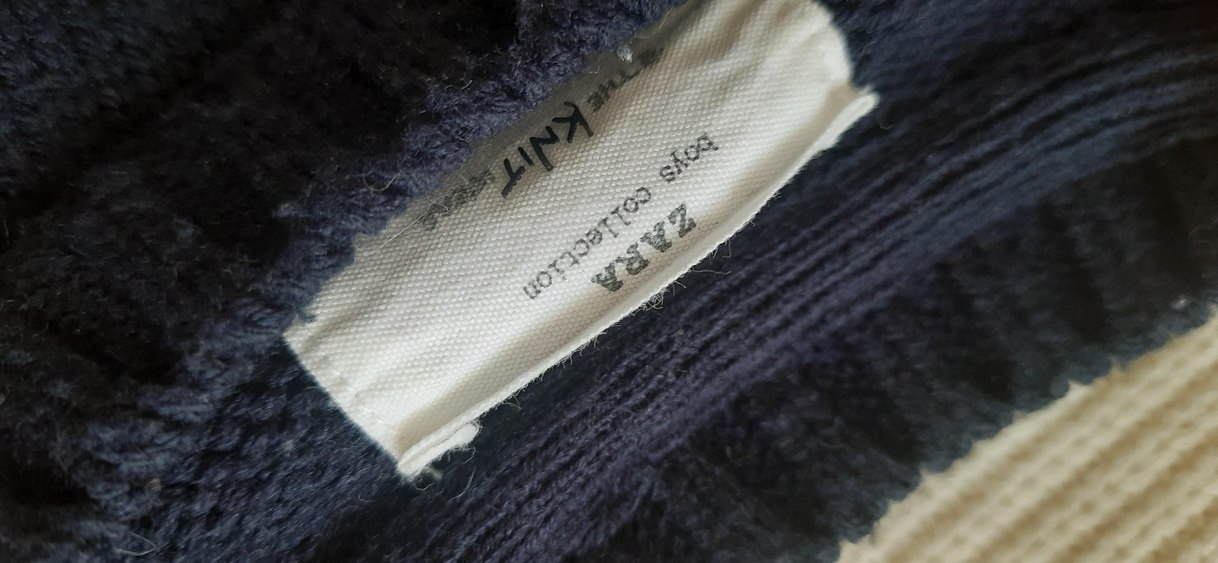 ZARA
boys collection
THE KNIT